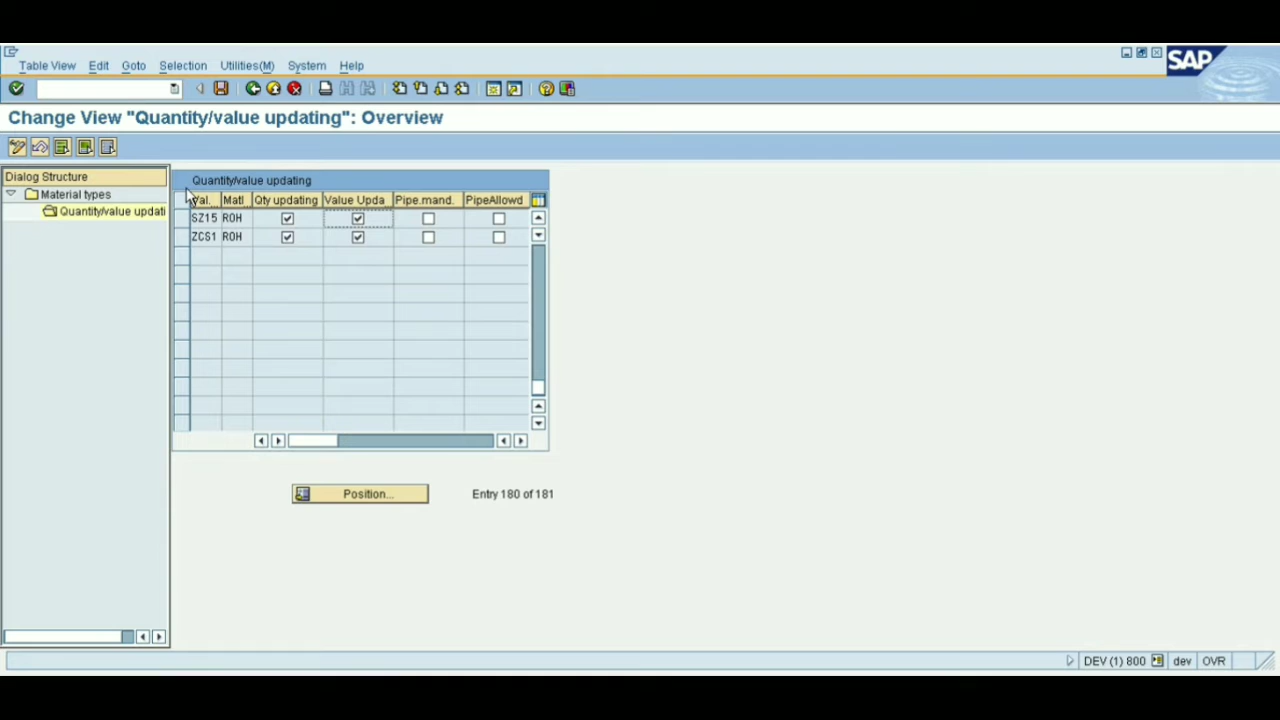 Table View Edit Goto Selection Utilities(M) System Help
SAP
Change View "Quantity/value updating": Overview
Dialog Structure
Material types
Quantity/value updati
Quantity/value updating
Val. Matl Qty updating Value Upda Pipe.mand. PipeAllowd
SZ15 ROH
ZCS1 ROH
Position... Entry 180 of 181
DEV (1) 800 dev OVR